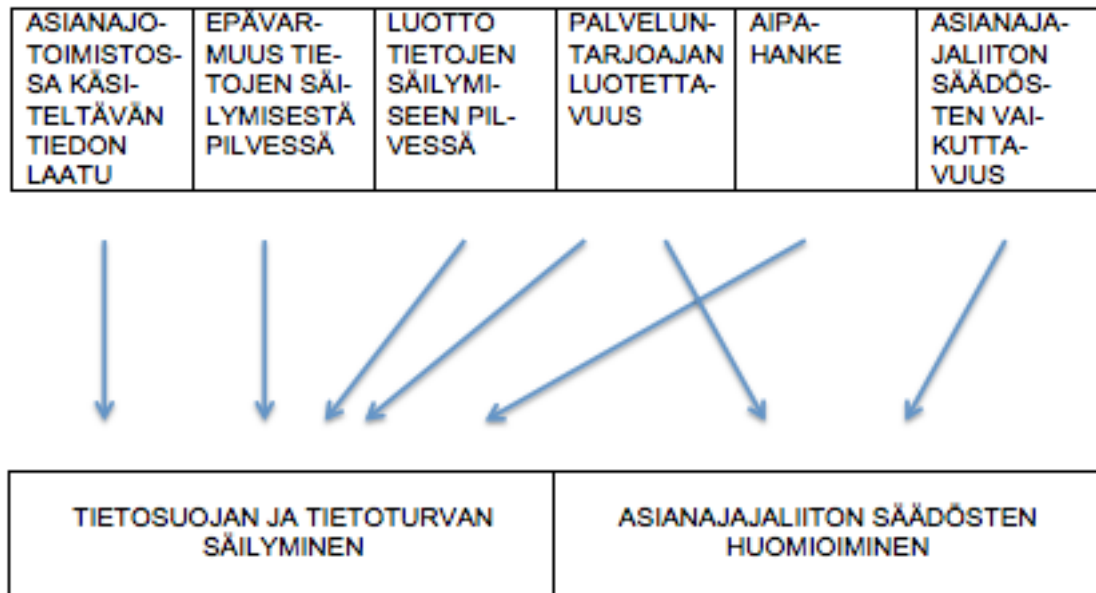 ASIANAJO-
TOIMISTOS-
SA KÄSI-
TELTÄVÄN
TIEDON
LAATU
EPÄVAR-
MUUS TIE-
TOJEN SÄI-
LYMISESTÄ
PILVESSÄ
LUOTTO
TIETOJEN
SÄILYMI-
SEEN PIL-
VESSÄ
PALVELUN-
TARJOAJAN
LUOTETTA-
VUUS
AIPA-
HANKE
ASIANAJA-
JALIITON
SÄÄDÖS-
TEN VAI-
KUTTA-
VUUS
TIETOSUOJAN JA TIETOTURVAN
SÄILYMINEN
ASIANAJAJALIITON SÄÄDÖSTEN
HUOMIOIMINEN